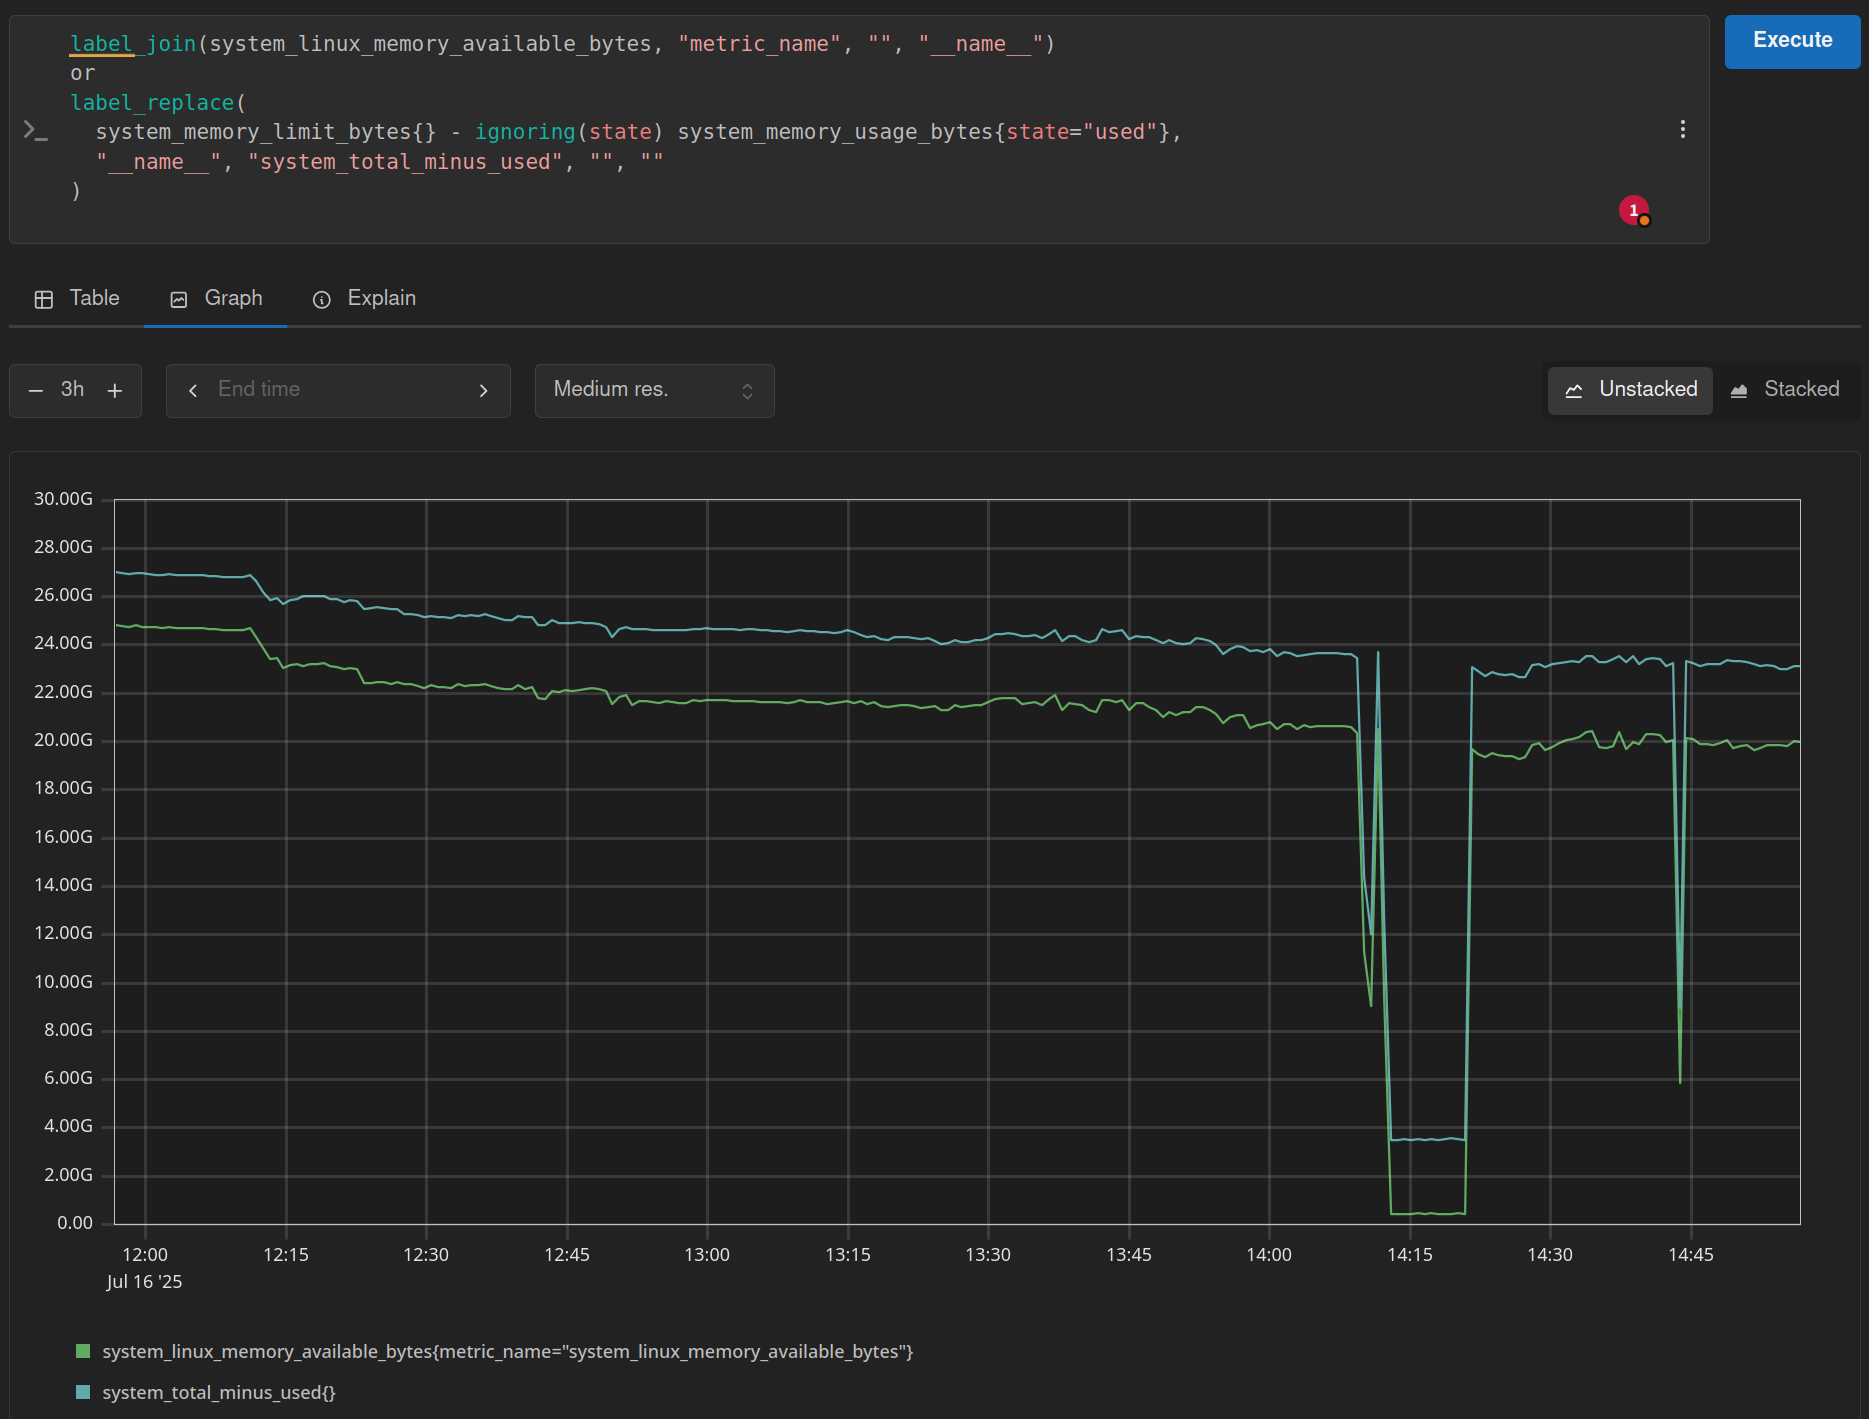 label_join(system_linux_memory_available_bytes, "metric_name", "", "__name__")
or
label_replace(
  system_memory_limit_bytes{} - ignoring(state) system_memory_usage_bytes{state="used"},
  "__name__", "system_total_minus_used", "", ""
)
Execute
1
Table Graph Explain
3h End time Medium res. Unstacked Stacked
30.00G
28.00G
26.00G
24.00G
22.00G
20.00G
18.00G
16.00G
14.00G
12.00G
10.00G
8.00G
6.00G
4.00G
2.00G
0.00
12:00 12:15 12:30 12:45 13:00 13:15 13:30 13:45 14:00 14:15 14:30 14:45
Jul 16 '25
system_linux_memory_available_bytes{metric_name="system_linux_memory_available_bytes"}
system_total_minus_used{}